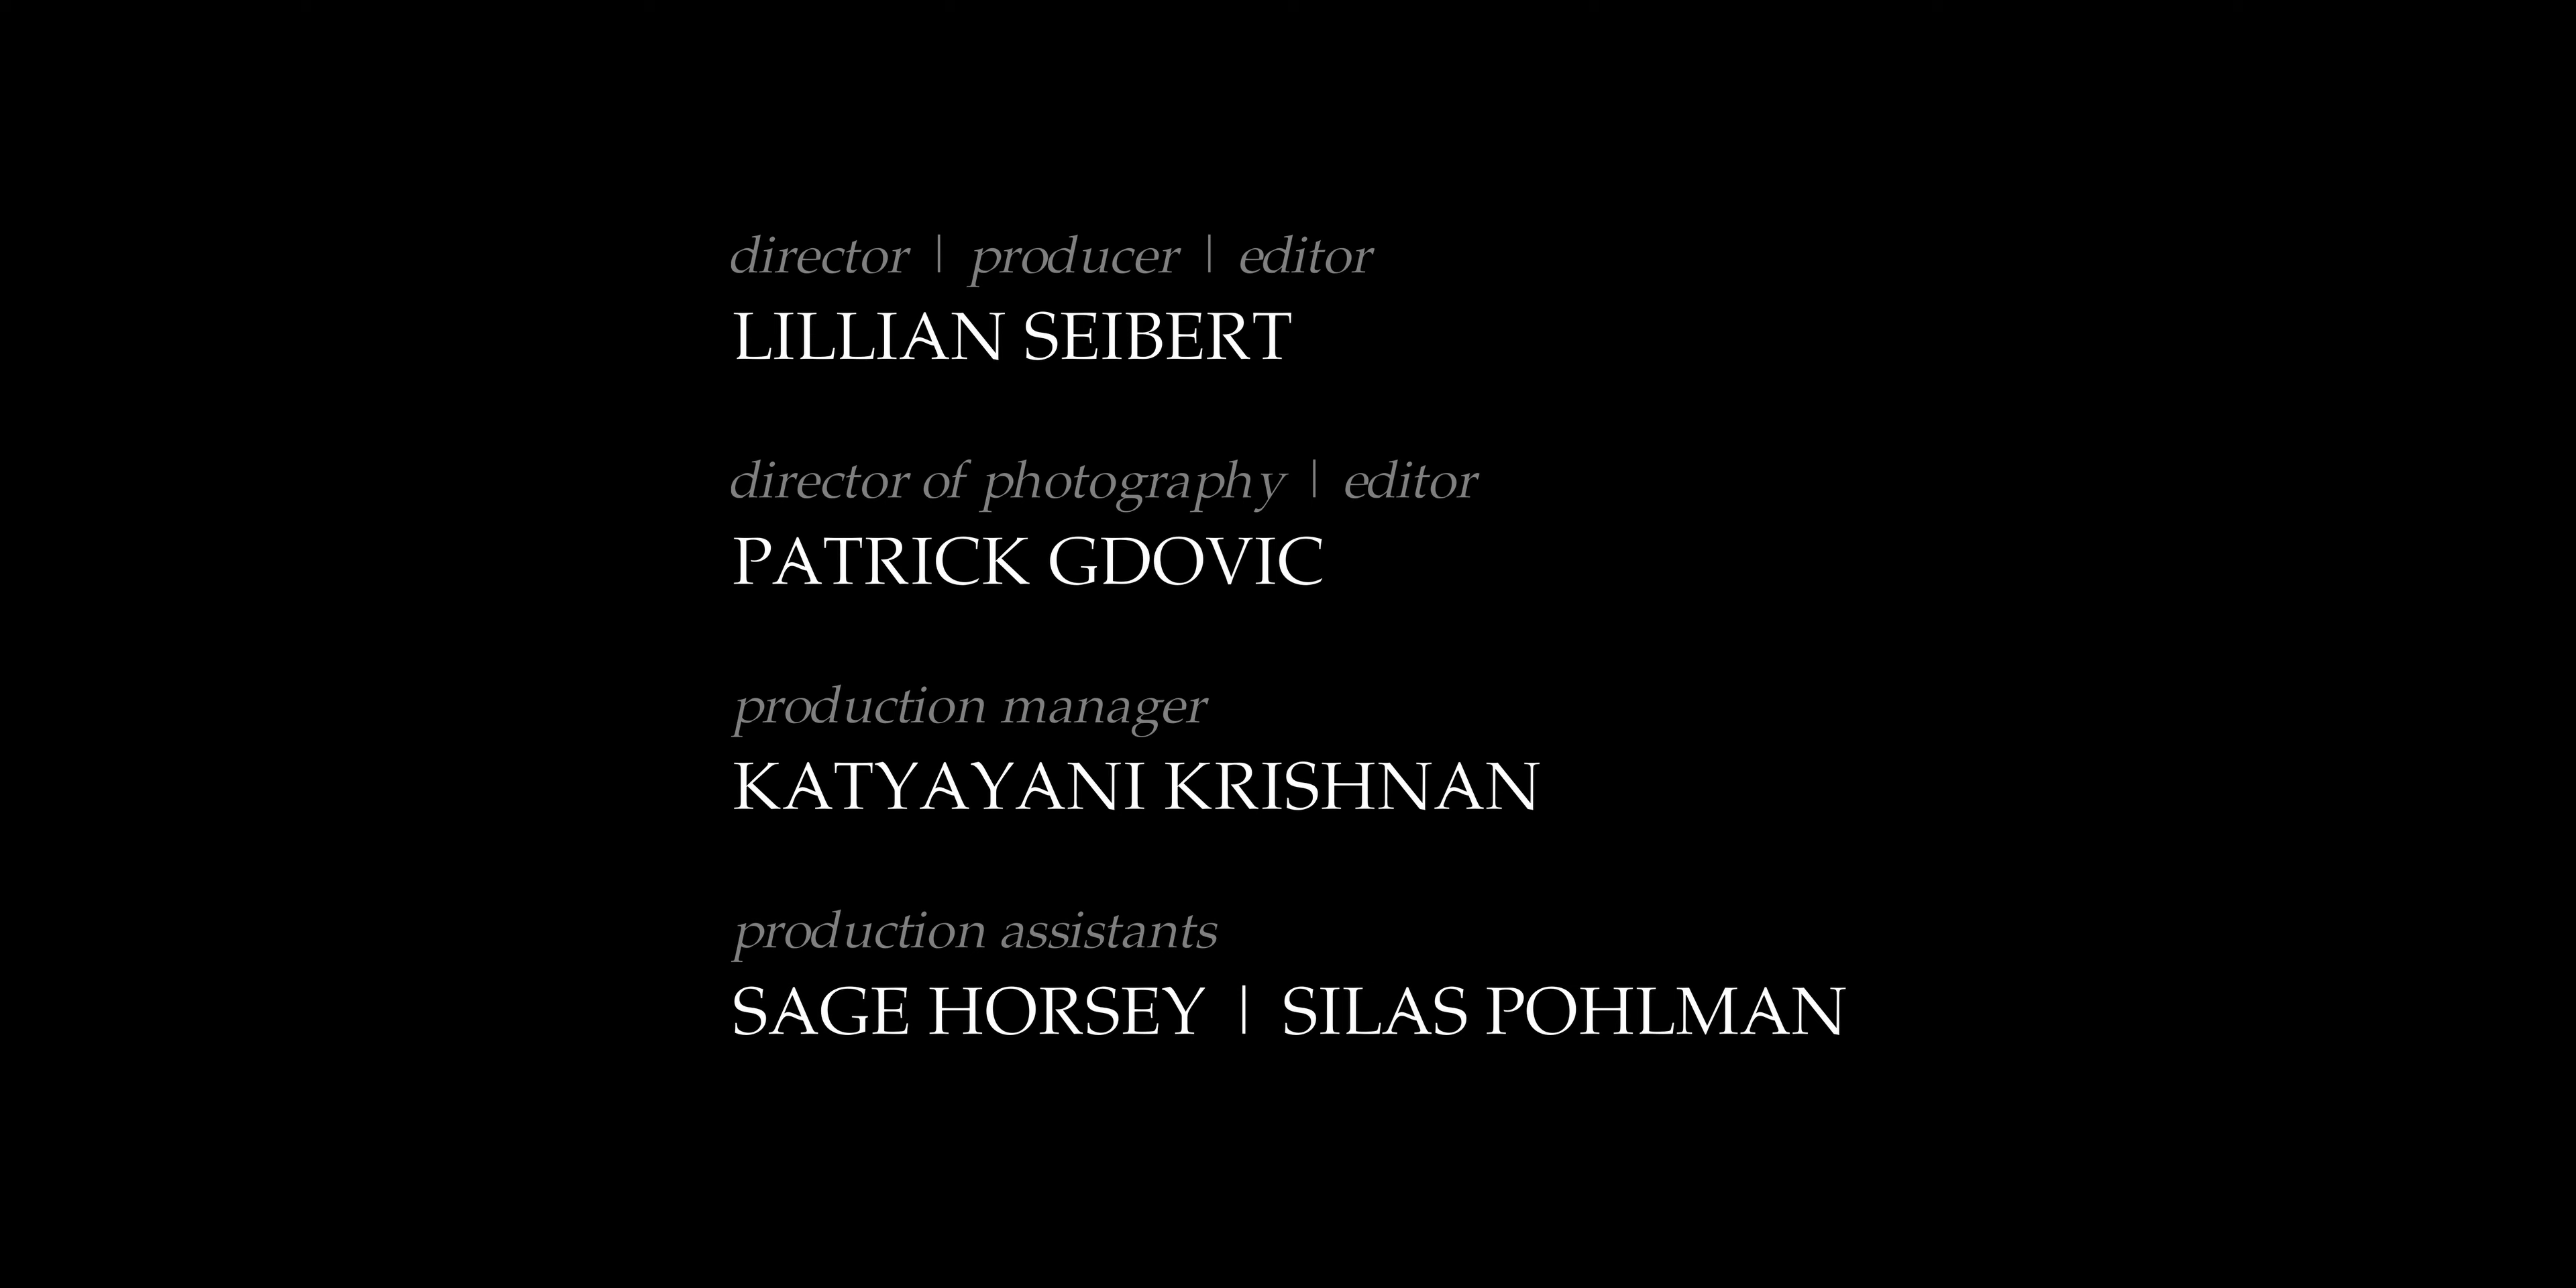 director | producer | editor
LILLIAN SEIBERT
director of photography | editor
PATRICK GDOVIC
production manager
KATYAYANI KRISHNAN
production assistants
SAGE HORSEY | SILAS POHLMAN